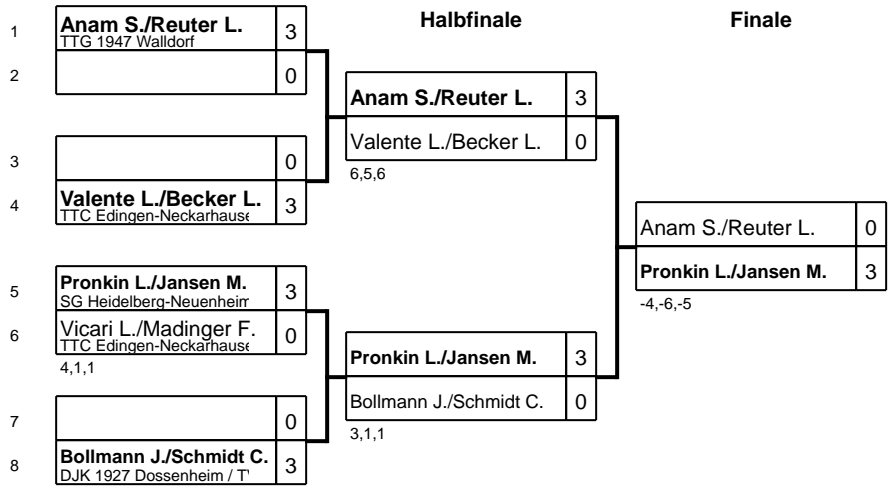 Halbfinale
Finale
1
Anam S./Reuter L.
3
TTG 1947 Walldorf
2
0
3
0
4
Valente L./Becker L.
3
TTC Edingen-Neckarhause
5
Pronkin L./Jansen M.
3
SG Heidelberg-Neuenheim
6
Vicari L./Madinger F.
0
TTC Edingen-Neckarhause
4,1,1
7
0
8
Bollmann J./Schmidt C.
3
DJK 1927 Dossenheim / T
Anam S./Reuter L.
3
Valente L./Becker L.
0
6,5,6
Pronkin L./Jansen M.
3
Bollmann J./Schmidt C.
0
3,1,1
Anam S./Reuter L.
0
Pronkin L./Jansen M.
3
-4,-6,-5